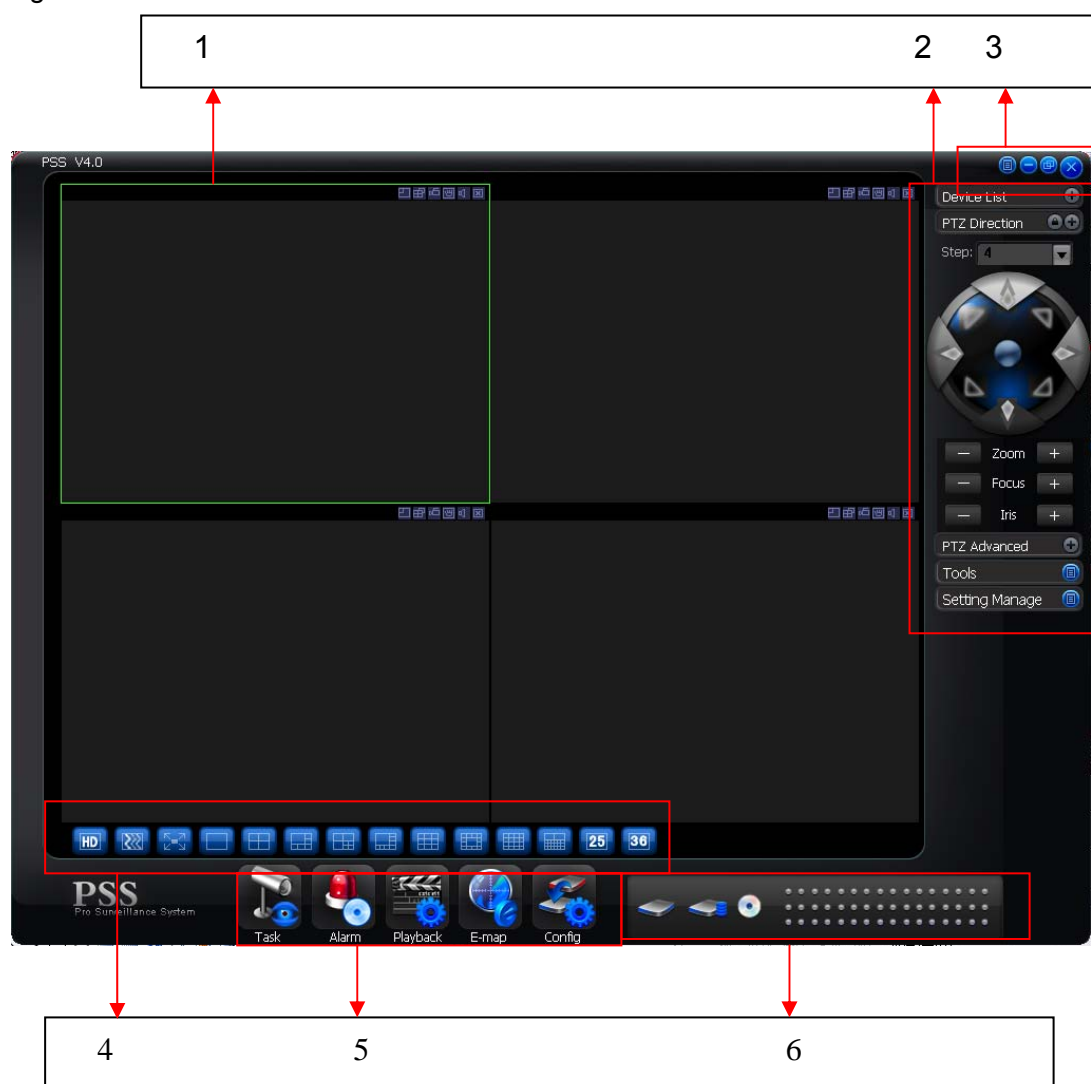 1 2 3
PSS V4.0
Device List
PTZ Direction
Step: 4
Zoom
Focus
Iris
PTZ Advanced
Tools
Setting Manage
HD 25 36
PSS
Pro Surveillance System
Task Alarm Playback E-map Config
4 5 6